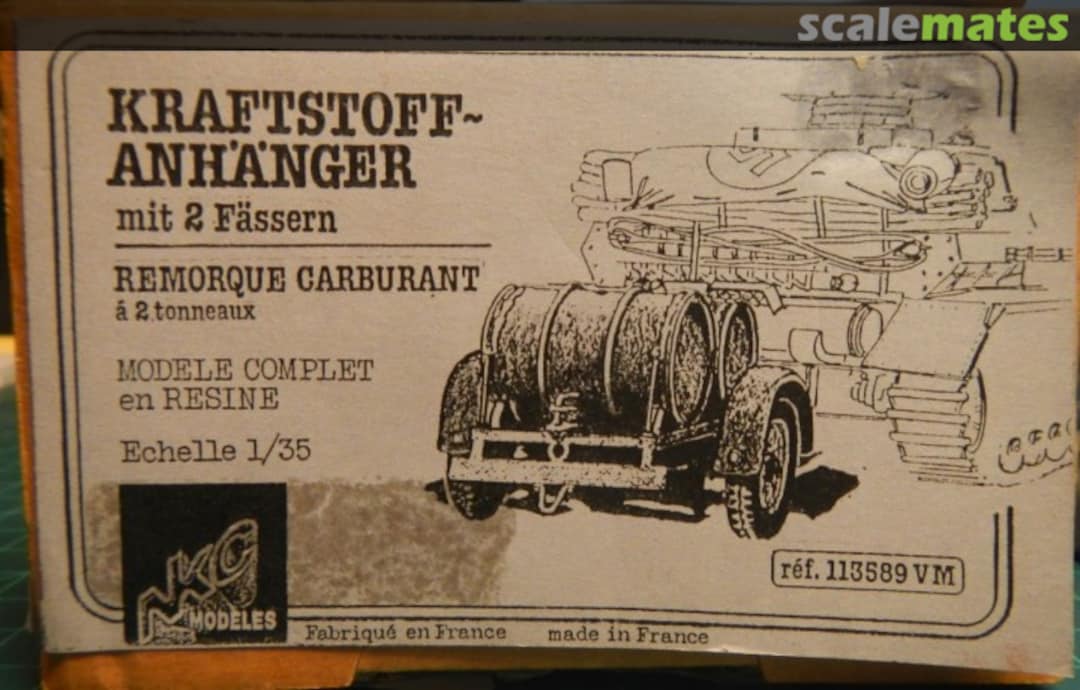 scalemates
KRAFTSTOFF-
ANHÄNGER
mit 2 Fässern
REMORQUE CARBURANT
á 2 tonneaux
MODELE COMPLET
en RESINE
Echelle 1/35
réf. 113589 VM
MKG
MODELES
Fabriqué en France made in France